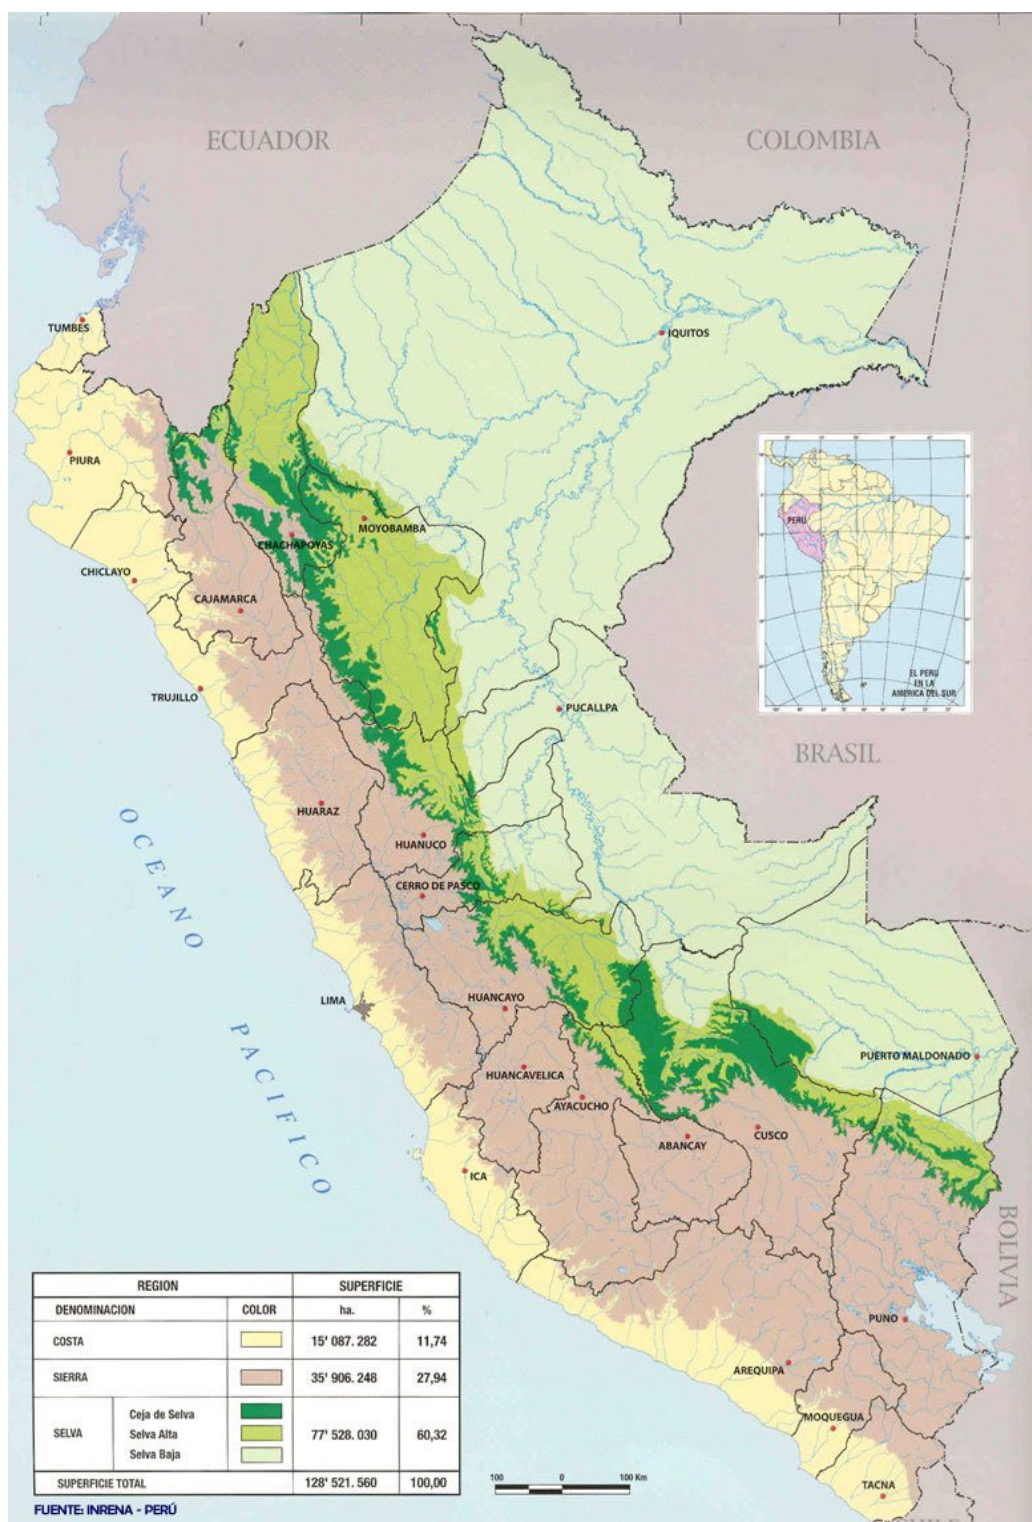 ECUADOR
COLOMBIA
TUMBES
IQUITOS
PIURA
MOYOBAMBA
CHACHAPOYAS
CHICLAYO
CAJAMARCA
PERU
EL PERU
EN LA
AMERICA DEL SUR
TRUJILLO
PUCALLPA
BRASIL
HUARAZ
HUANUCO
CERRO DE PASCO
OCEANO
PACIFICO
LIMA
HUANCAYO
PUERTO MALDONADO
HUANCAVELICA
AYACUCHO
ABANCAY
CUSCO
ICA
BOLIVIA
PUNO
AREQUIPA
MOQUEGUA
TACNA
REGION SUPERFICIE
DENOMINACION COLOR ha. %
COSTA 15' 087. 282 11,74
SIERRA 35' 906. 248 27,94
SELVA Ceja de Selva
Selva Alta 77' 528. 030 60,32
Selva Baja
SUPERFICIE TOTAL 128' 521. 560 100,00
100 0 100 Km
FUENTE: INRENA - PERÚ